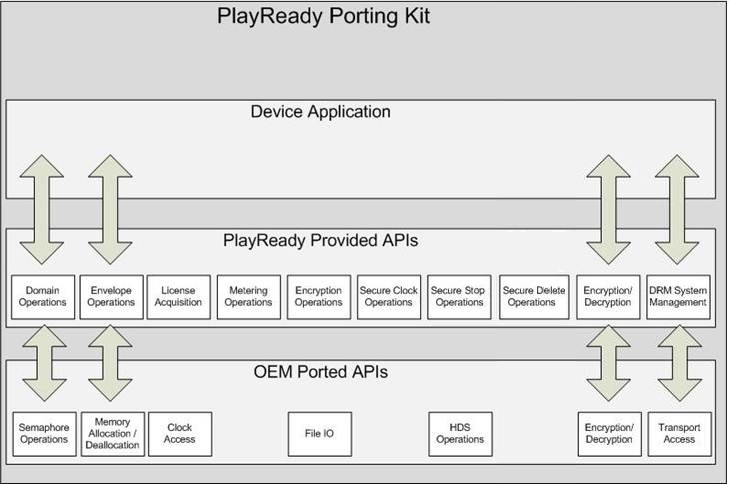 PlayReady Porting Kit
Device Application
PlayReady Provided APIs
Domain
Operations
Envelope
Operations
License
Acquisition
Metering
Operations
Encryption
Operations
Secure Clock
Operations
Secure Stop
Operations
Secure Delete
Operations
Encryption/
Decryption
DRM System
Management
OEM Ported APIs
Semaphore
Operations
Memory
Allocation /
Deallocation
Clock
Access
File IO
HDS
Operations
Encryption/
Decryption
Transport
Access